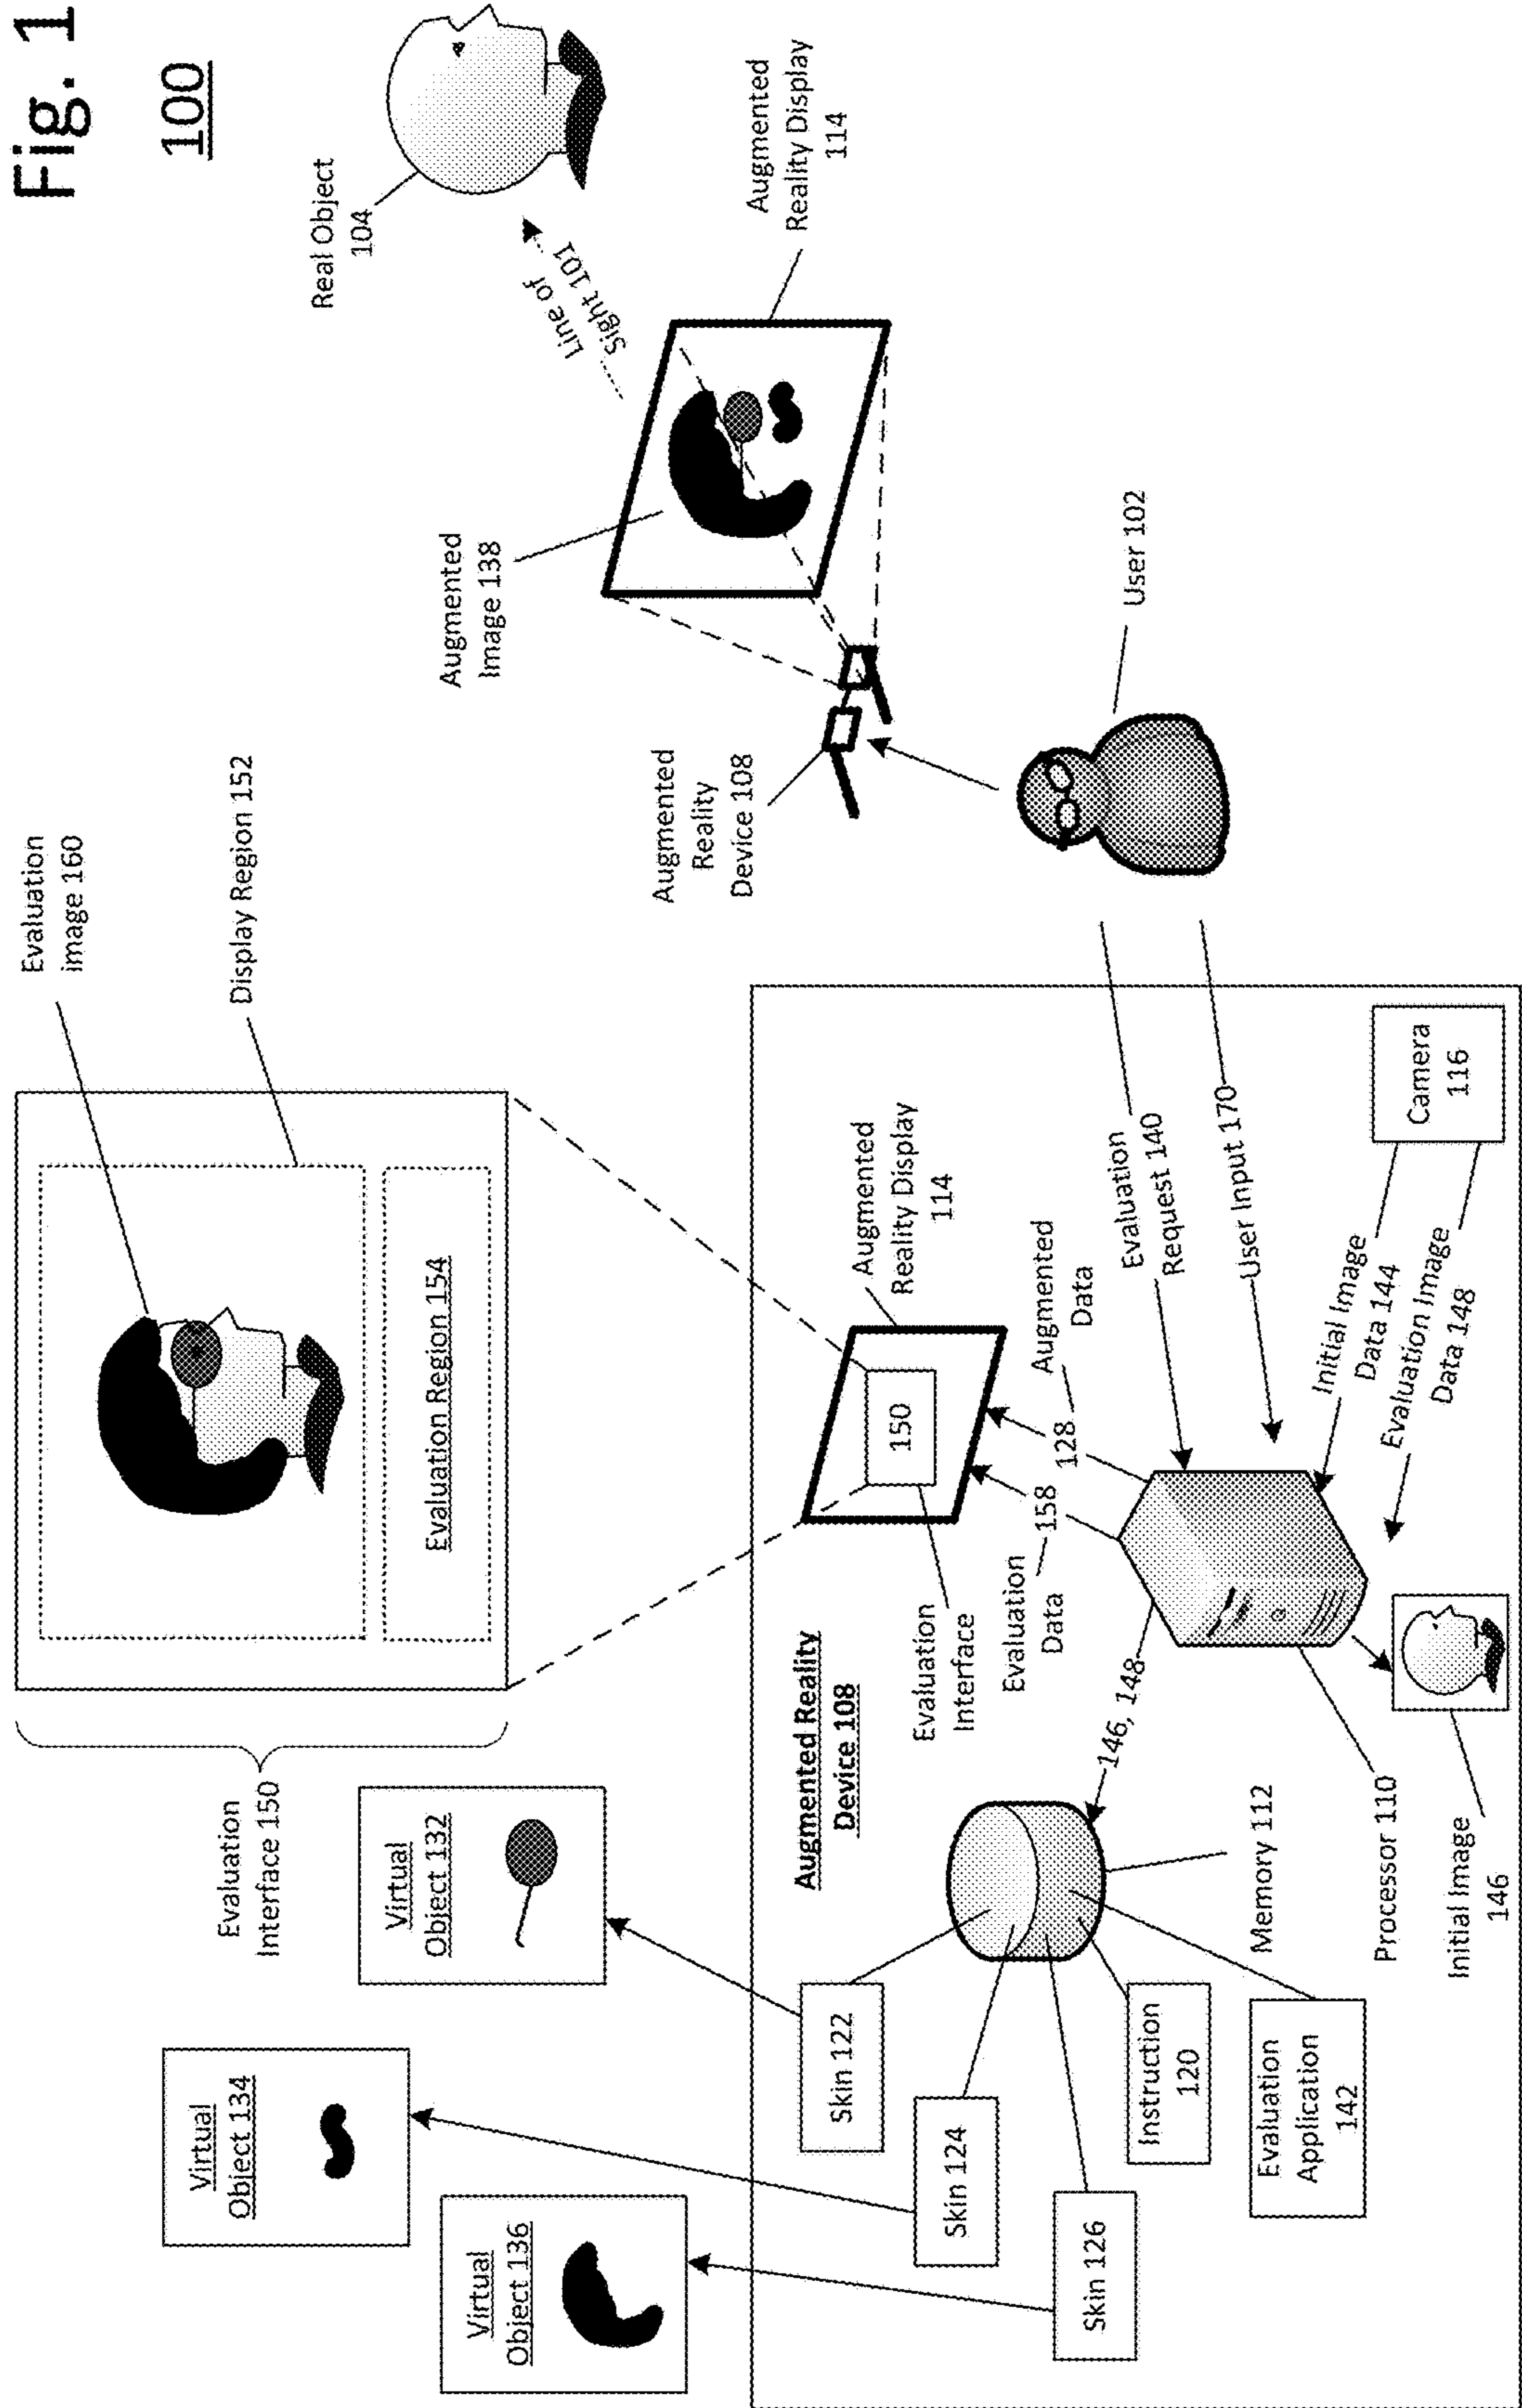 Fig. 1
100
Evaluation
image 160
Display Region 152
Evaluation Region 154
Evaluation
Interface 150
Virtual
Object 132
Virtual
Object 134
Virtual
Object 136
Real Object
104
Line of
Sight 101
Augmented
Reality Display
114
Augmented
Image 138
Augmented
Reality
Device 108
User 102
Augmented Reality
Device 108
Augmented
Reality Display
114
150
Evaluation
Interface
Evaluation
Data
158
128
Augmented
Data
Evaluation
Request 140
User Input 170
Camera
116
Initial Image
Data 144
Evaluation Image
Data 148
146, 148
Skin 122
Skin 124
Skin 126
Instruction
120
Evaluation
Application
142
Memory 112
Processor 110
Initial Image
146